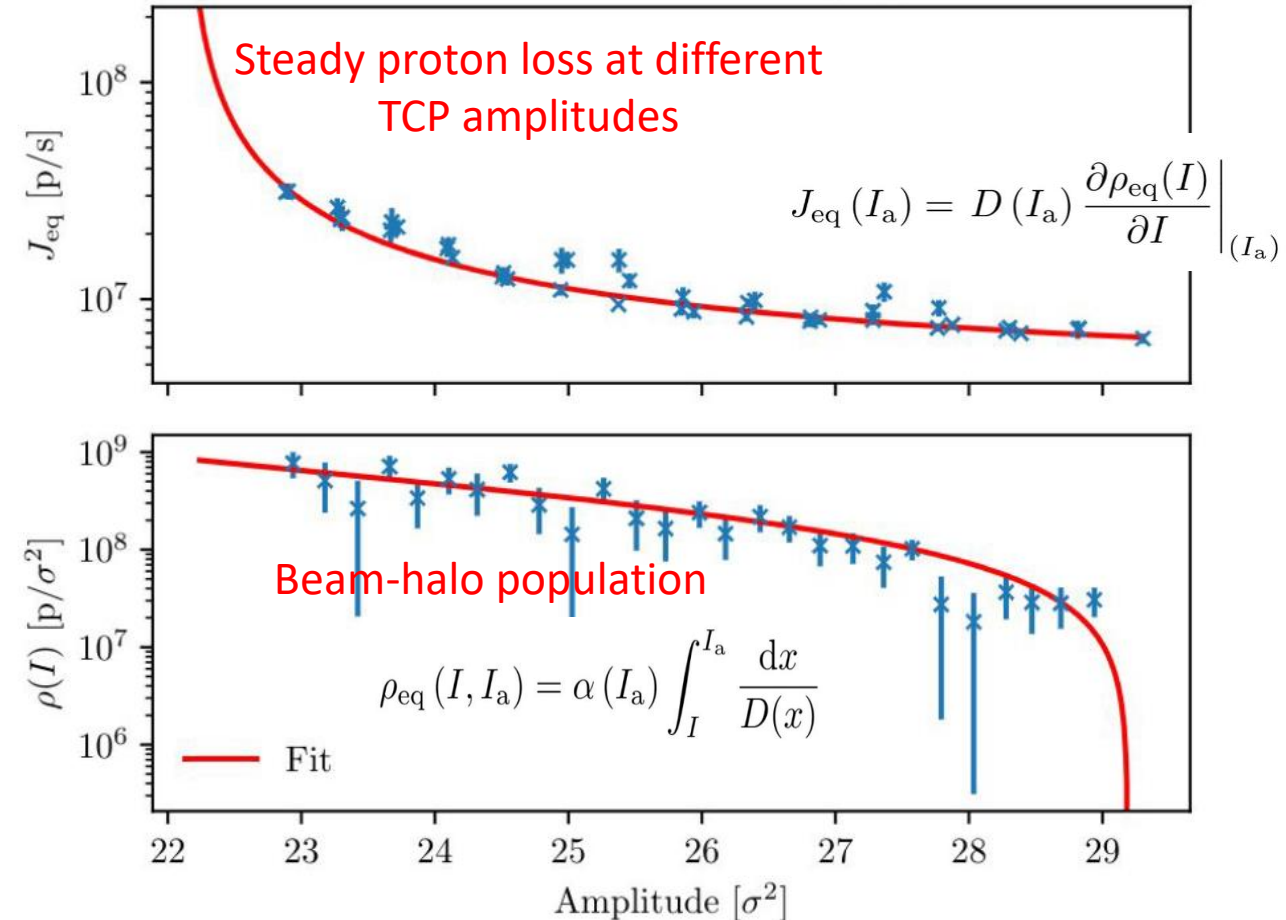 Steady proton loss at different
TCP amplitudes
J_eq [p/s]
10^8
10^7
J_eq (I_a) = D (I_a) ∂ρ_eq(I)/∂I |_(I_a)
ρ(I) [p/σ^2]
10^9
10^8
10^7
10^6
Beam-halo population
ρ_eq (I, I_a) = α (I_a) ∫_I^{I_a} dx/D(x)
Fit
22 23 24 25 26 27 28 29
Amplitude [σ^2]